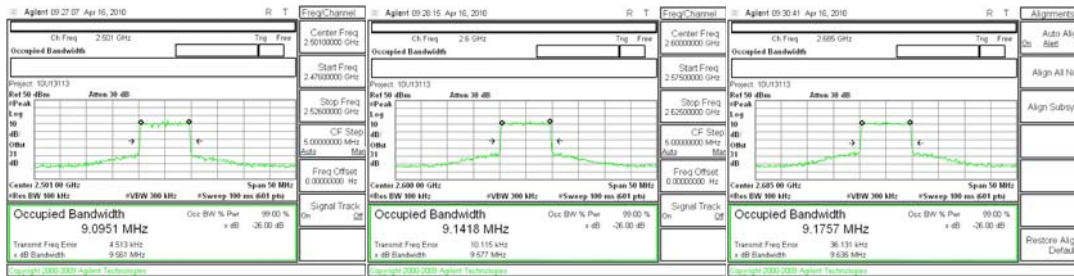 Agilent 09:27:07 Apr 16, 2010 R T
Freq/Channel
Ch Freq 2.501 GHz Trig Free
Occupied Bandwidth
Center Freq
2.50100000 GHz
Start Freq
2.47600000 GHz
Stop Freq
2.52600000 GHz
CF Step
5.00000000 MHz
Auto Man
Freq Offset
0.00000000 Hz
Signal Track
On Off
Project: 10U13113
Ref 50 dBm Atten 30 dB
#Peak
Log
10
dB/
Offst
31
dB
Center 2.501 00 GHz Span 50 MHz
#Res BW 100 kHz #VBW 300 kHz #Sweep 100 ms (601 pts)
Occupied Bandwidth
9.0951 MHz
Occ BW % Pwr 99.00 %
x dB -26.00 dB
Transmit Freq Error 4.513 kHz
x dB Bandwidth 9.561 MHz
Copyright 2000-2009 Agilent Technologies
Agilent 09:28:15 Apr 16, 2010 R T
Freq/Channel
Ch Freq 2.6 GHz Trig Free
Occupied Bandwidth
Center Freq
2.60000000 GHz
Start Freq
2.57500000 GHz
Stop Freq
2.62500000 GHz
CF Step
5.00000000 MHz
Auto Man
Freq Offset
0.00000000 Hz
Signal Track
On Off
Project: 10U13113
Ref 50 dBm Atten 30 dB
#Peak
Log
10
dB/
Offst
31
dB
Center 2.600 00 GHz Span 50 MHz
#Res BW 100 kHz #VBW 300 kHz #Sweep 100 ms (601 pts)
Occupied Bandwidth
9.1418 MHz
Occ BW % Pwr 99.00 %
x dB -26.00 dB
Transmit Freq Error 10.115 kHz
x dB Bandwidth 9.577 MHz
Copyright 2000-2009 Agilent Technologies
Agilent 09:30:41 Apr 16, 2010 R T
Alignments
Ch Freq 2.685 GHz Trig Free
Occupied Bandwidth
Auto Alig
On Alert
Align All N
Align Subsy
Restore Alig
Defau
Project: 10U13113
Ref 50 dBm Atten 30 dB
#Peak
Log
10
dB/
Offst
31
dB
Center 2.685 00 GHz Span 50 MHz
#Res BW 100 kHz #VBW 300 kHz #Sweep 100 ms (601 pts)
Occupied Bandwidth
9.1757 MHz
Occ BW % Pwr 99.00 %
x dB -26.00 dB
Transmit Freq Error 36.131 kHz
x dB Bandwidth 9.635 MHz
Copyright 2000-2009 Agilent Technologies